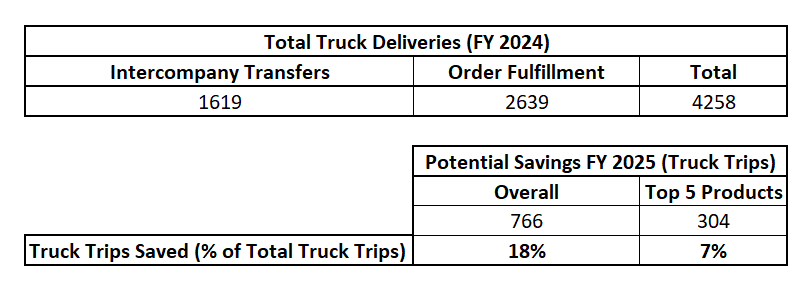 Total Truck Deliveries (FY 2024)
Intercompany Transfers Order Fulfillment Total
1619 2639 4258
Potential Savings FY 2025 (Truck Trips)
Overall Top 5 Products
766 304
Truck Trips Saved (% of Total Truck Trips) 18% 7%